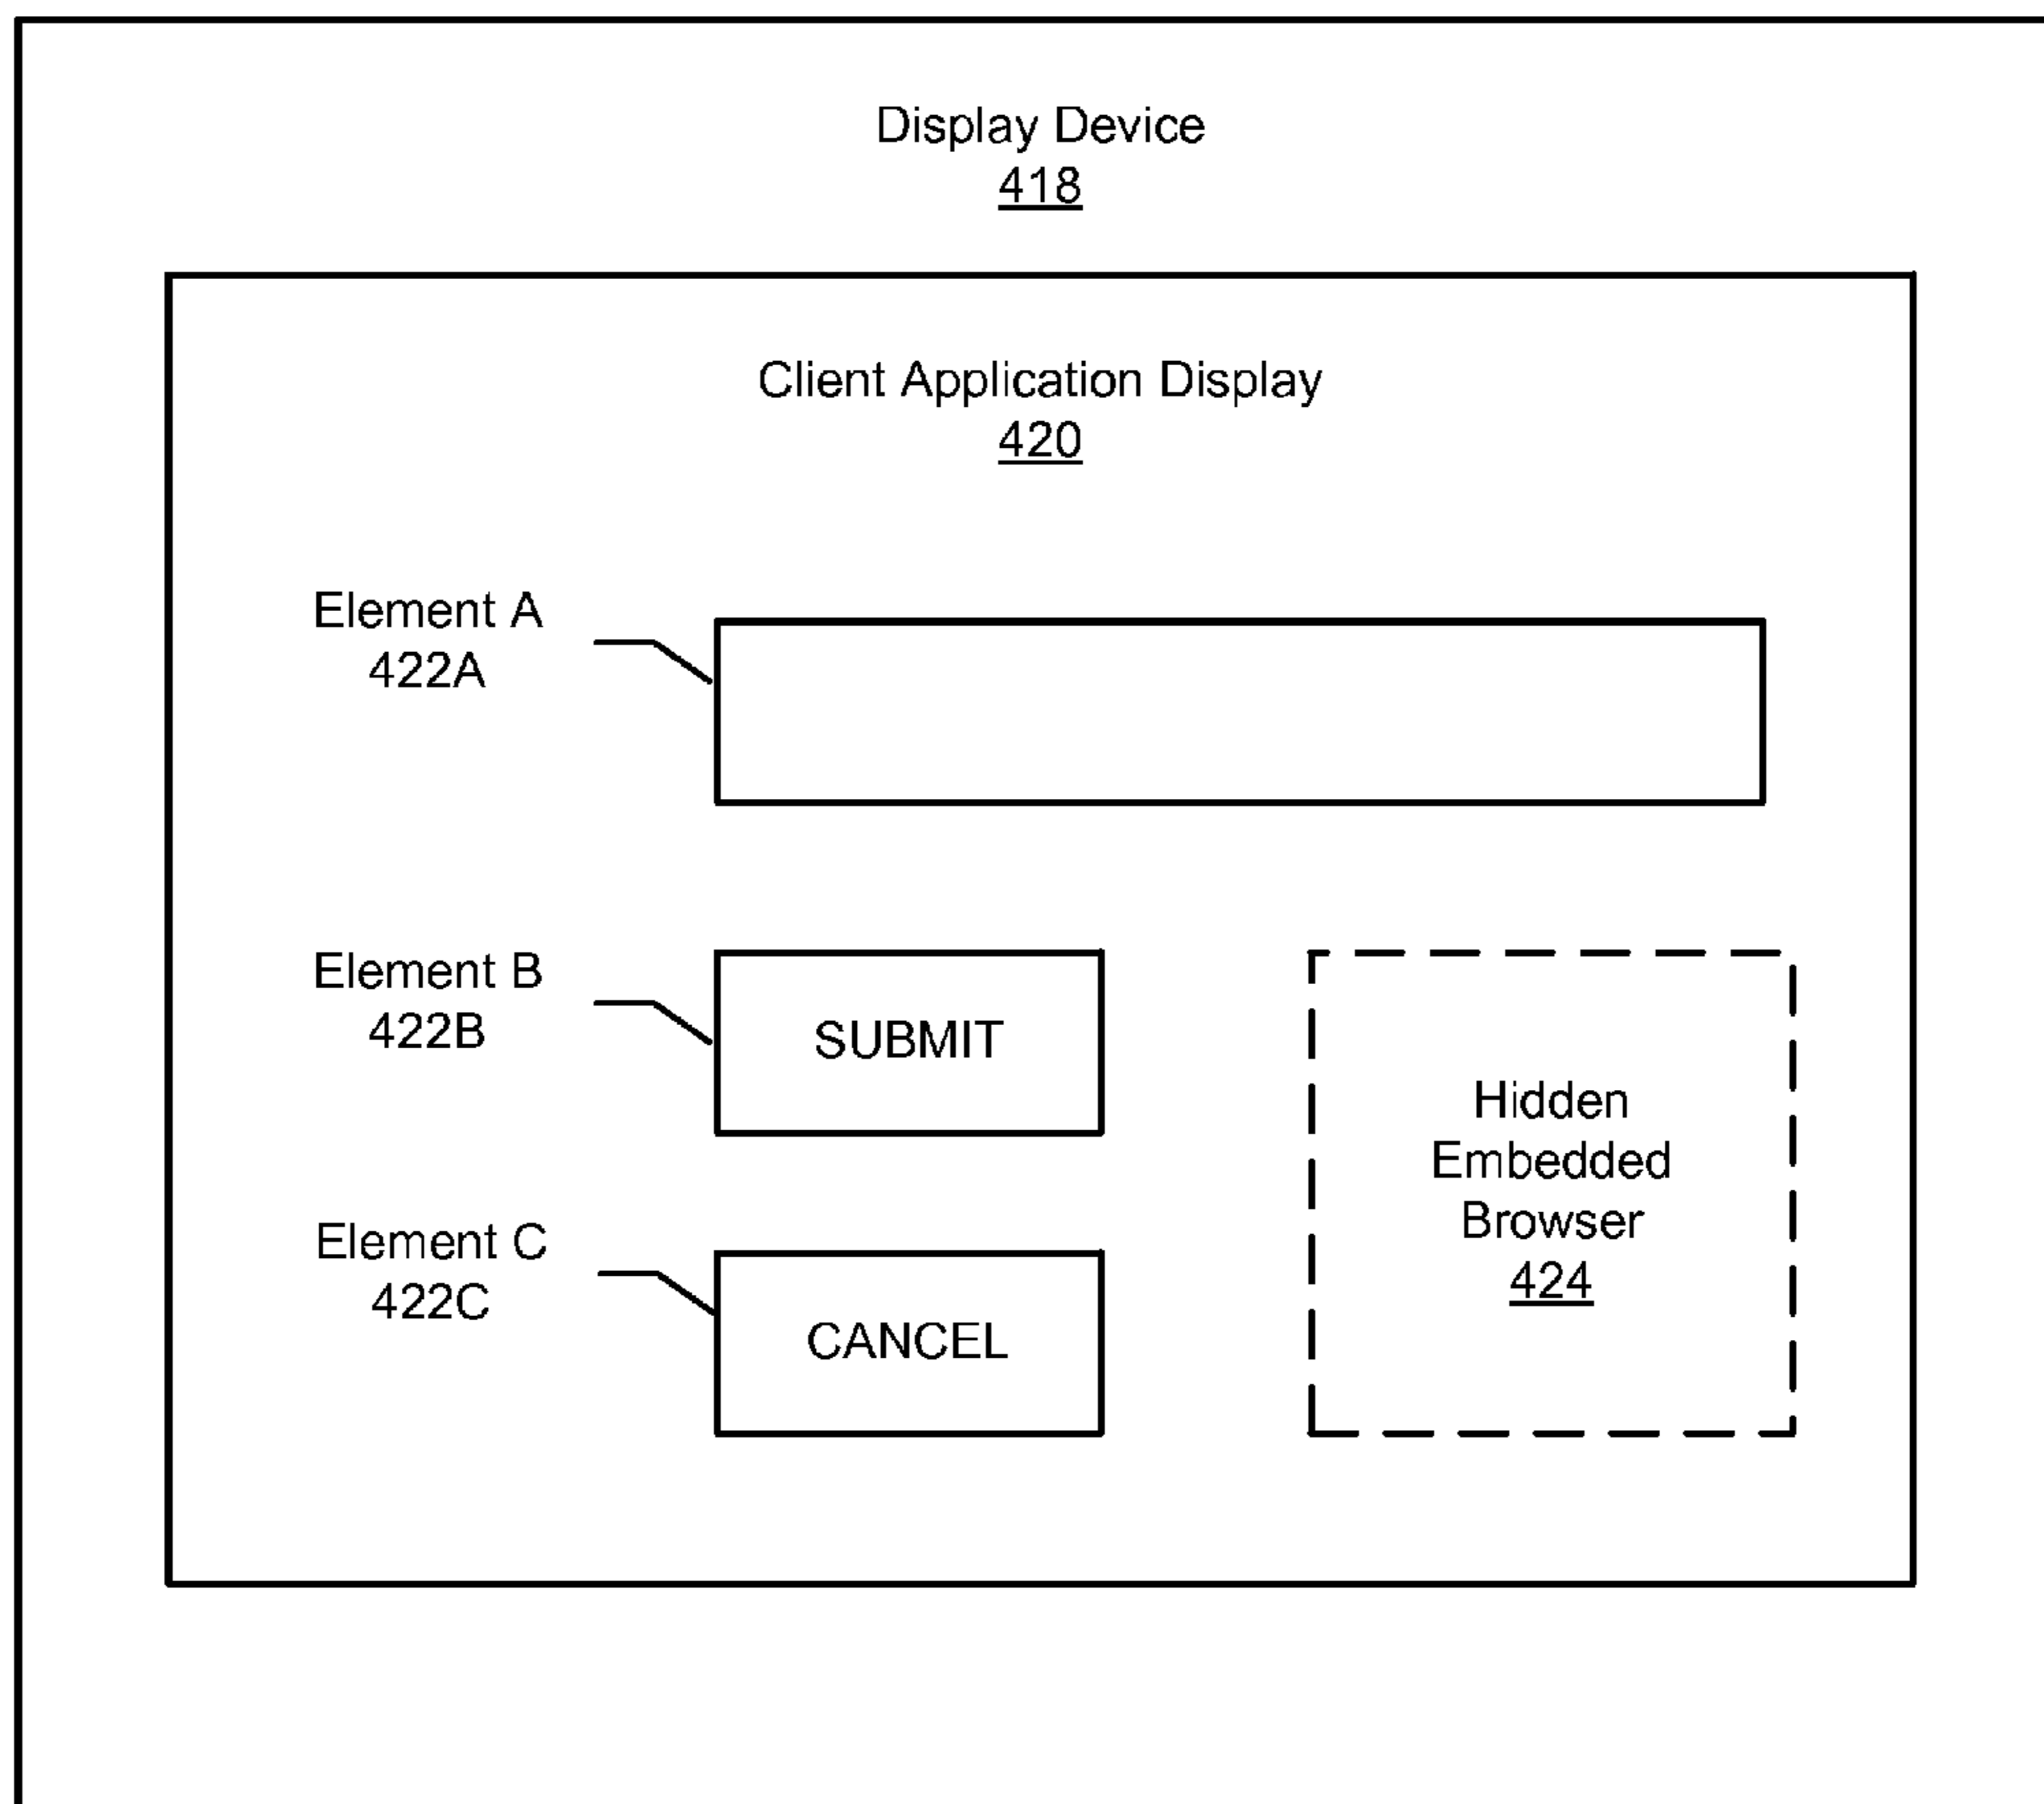 Display Device
418
Client Application Display
420
Element A
422A
Element B
422B
SUBMIT
Hidden
Embedded
Browser
424
Element C
422C
CANCEL